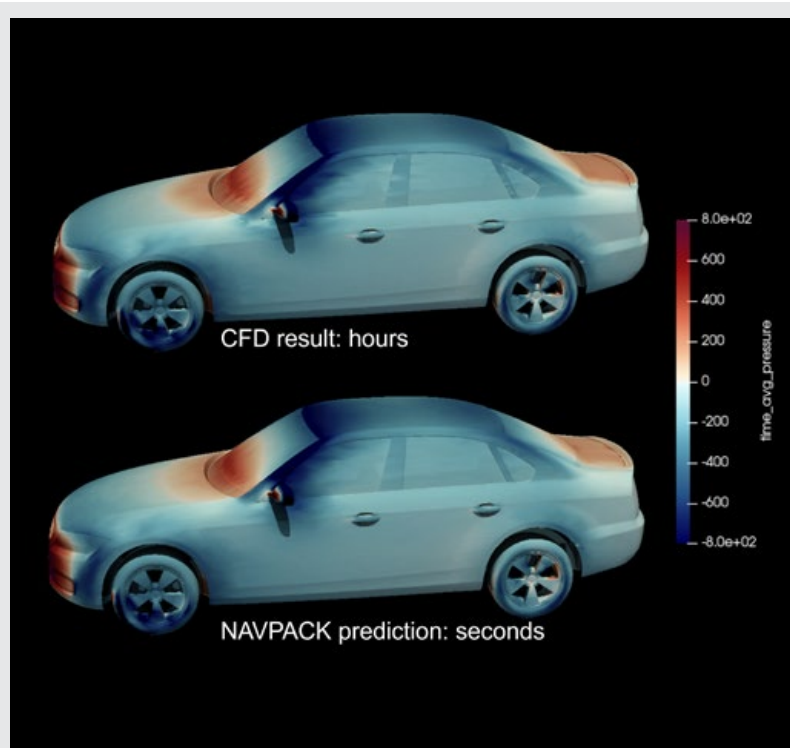 CFD result: hours
8.0e+02
600
400
200
0
-200
-400
-600
-8.0e+02
time_avg_pressure
NAVPACK prediction: seconds